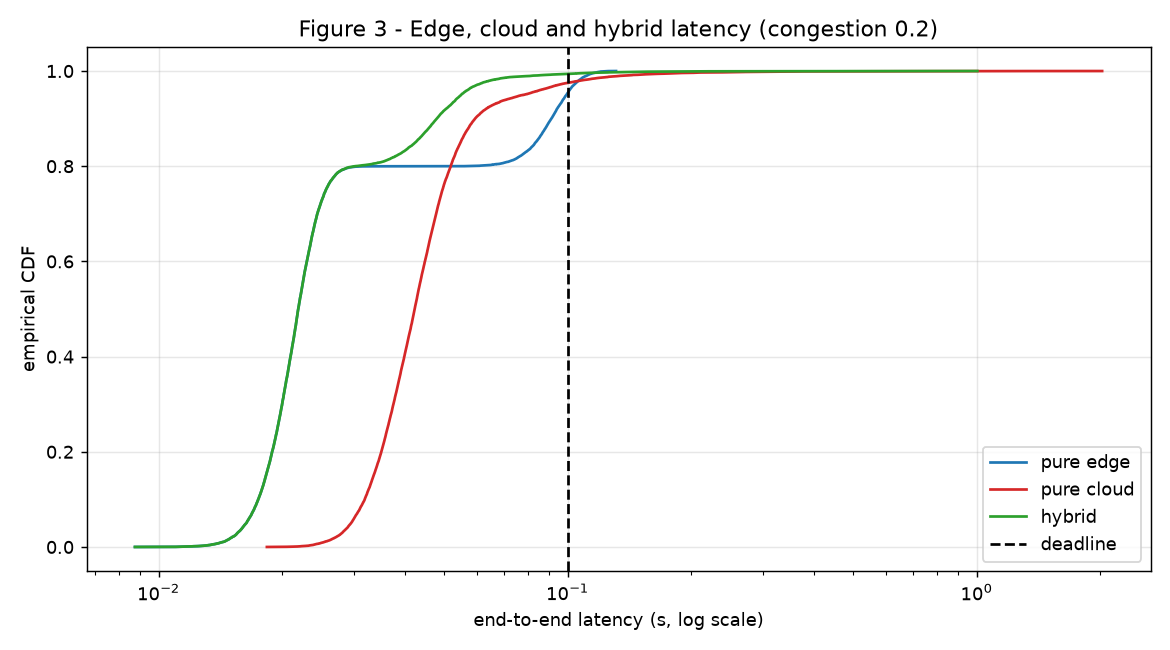 Figure 3 - Edge, cloud and hybrid latency (congestion 0.2)
empirical CDF
1.0
0.8
0.6
0.4
0.2
0.0
10⁻²
10⁻¹
10⁰
end-to-end latency (s, log scale)
pure edge
pure cloud
hybrid
deadline